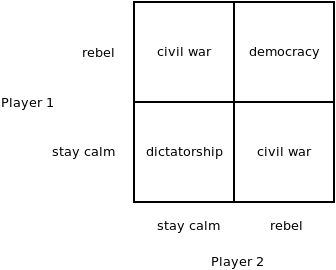 rebel
civil war
democracy
Player 1
stay calm
dictatorship
civil war
stay calm
rebel
Player 2